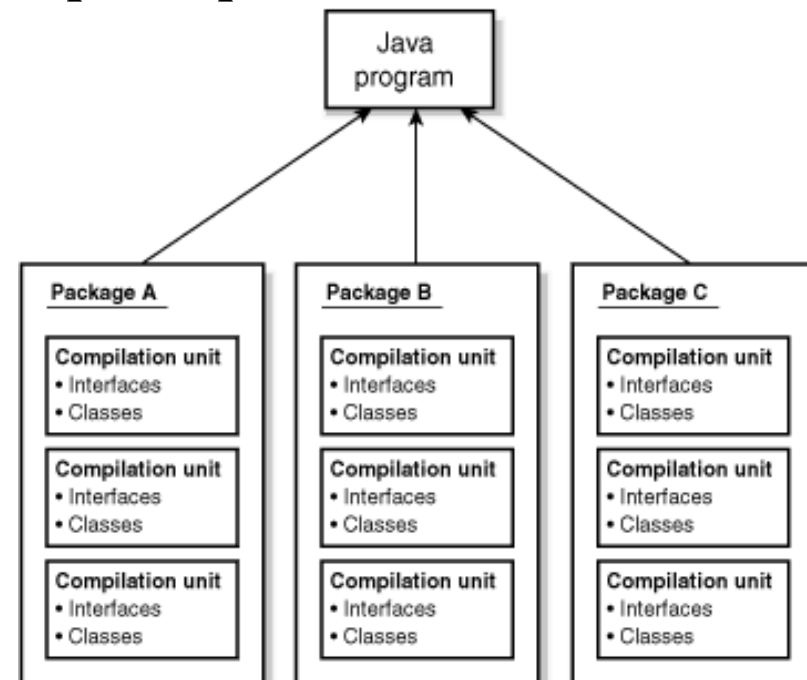 Java
program
Package A
Compilation unit
• Interfaces
• Classes
Compilation unit
• Interfaces
• Classes
Compilation unit
• Interfaces
• Classes
Package B
Compilation unit
• Interfaces
• Classes
Compilation unit
• Interfaces
• Classes
Compilation unit
• Interfaces
• Classes
Package C
Compilation unit
• Interfaces
• Classes
Compilation unit
• Interfaces
• Classes
Compilation unit
• Interfaces
• Classes